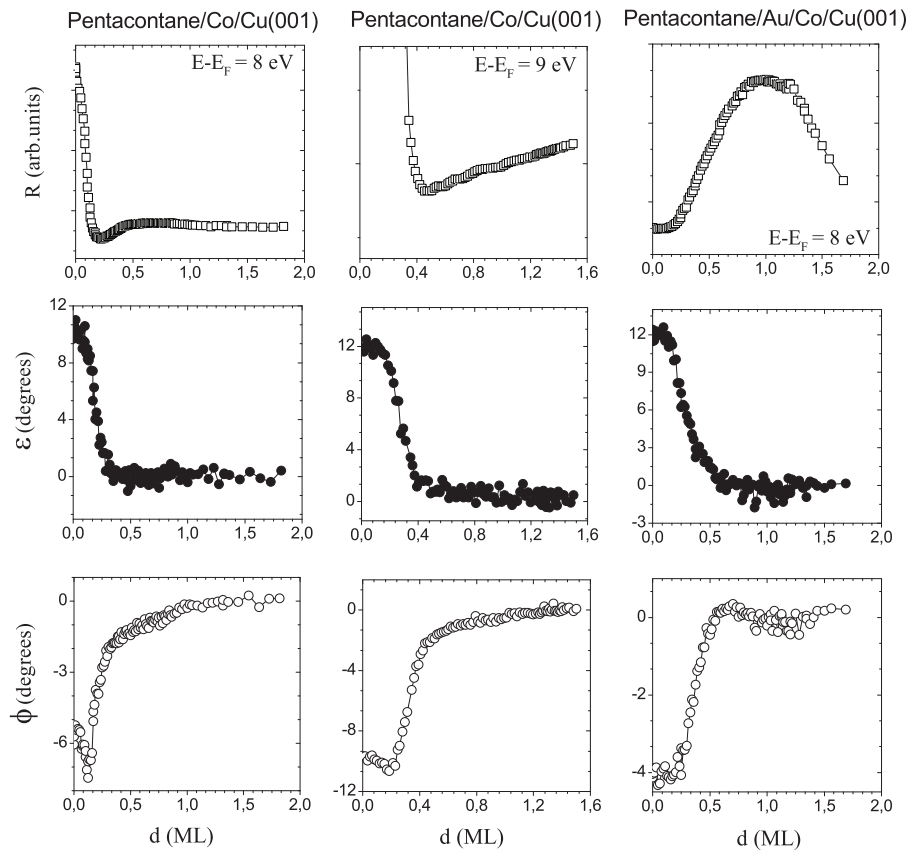 Pentacontane/Co/Cu(001) Pentacontane/Co/Cu(001) Pentacontane/Au/Co/Cu(001)
R (arb.units)
E-EF = 8 eV
E-EF = 9 eV
E-EF = 8 eV
0,0 0,5 1,0 1,5 2,0
0,0 0,4 0,8 1,2 1,6
0,0 0,5 1,0 1,5 2,0
ε (degrees)
12
8
4
0
0,0 0,5 1,0 1,5 2,0
12
8
4
0
0,0 0,4 0,8 1,2 1,6
12
9
6
3
0
-3
0,0 0,5 1,0 1,5 2,0
ϕ (degrees)
0
-3
-6
0,0 0,5 1,0 1,5 2,0
0
-4
-8
-12
0,0 0,4 0,8 1,2 1,6
0
-2
-4
0,0 0,5 1,0 1,5 2,0
d (ML) d (ML) d (ML)